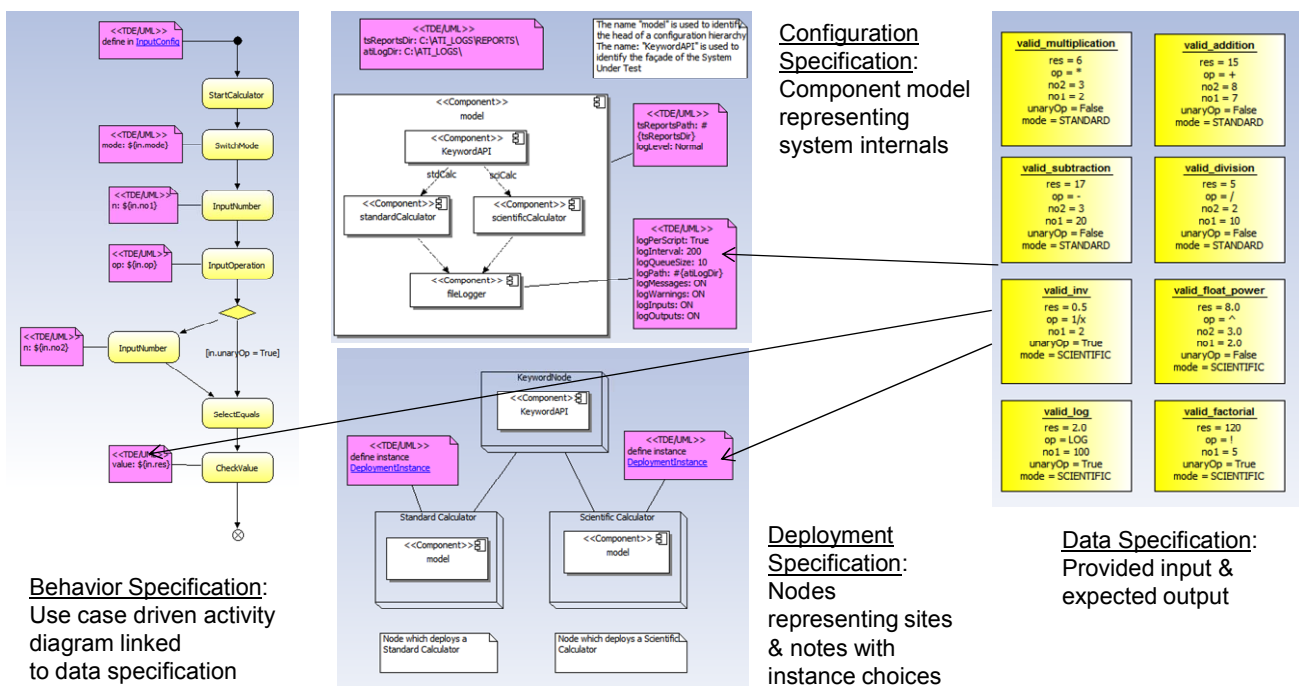 <<TDE/UML>>
define in InputConfig
StartCalculator
<<TDE/UML>>
mode: ${in.mode}
SwitchMode
<<TDE/UML>>
n: ${in.no1}
InputNumber
<<TDE/UML>>
op: ${in.op}
InputOperation
<<TDE/UML>>
n: ${in.no2}
InputNumber
[in.unaryOp = True]
SelectEquals
<<TDE/UML>>
value: ${in.res}
CheckValue
Behavior Specification:
Use case driven activity
diagram linked
to data specification
<<TDE/UML>>
tsReportsDir: C:\ATI_LOGS\REPORTS\
atiLogDir: C:\ATI_LOGS\
The name "model" is used to identify
the head of a configuration hierarchy
The name: "KeywordAPI" is used to
identify the façade of the System
Under Test
<<Component>>
model
<<Component>>
KeywordAPI
stdCalc
sciCalc
<<Component>>
standardCalculator
<<Component>>
scientificCalculator
<<Component>>
fileLogger
<<TDE/UML>>
tsReportsPath: #
{tsReportsDir}
logLevel: Normal
<<TDE/UML>>
logPerScript: True
logInterval: 200
logQueueSize: 10
logPath: #{atiLogDir}
logMessages: ON
logWarnings: ON
logInputs: ON
logOutputs: ON
Configuration
Specification:
Component model
representing
system internals
KeywordNode
<<Component>>
KeywordAPI
<<TDE/UML>>
define instance
DeploymentInstance
<<TDE/UML>>
define instance
DeploymentInstance
Standard Calculator
<<Component>>
model
Scientific Calculator
<<Component>>
model
Node which deploys a
Standard Calculator
Node which deploys a Scientific
Calculator
Deployment
Specification:
Nodes
representing sites
& notes with
instance choices
valid_multiplication
res = 6
op = *
no2 = 3
no1 = 2
unaryOp = False
mode = STANDARD
valid_addition
res = 15
op = +
no2 = 8
no1 = 7
unaryOp = False
mode = STANDARD
valid_subtraction
res = 17
op = -
no2 = 3
no1 = 20
unaryOp = False
mode = STANDARD
valid_division
res = 5
op = /
no2 = 2
no1 = 10
unaryOp = False
mode = STANDARD
valid_inv
res = 0.5
op = 1/x
no1 = 2
unaryOp = True
mode = SCIENTIFIC
valid_float_power
res = 8.0
op = ^
no2 = 3.0
no1 = 2.0
unaryOp = False
mode = SCIENTIFIC
valid_log
res = 2.0
op = LOG
no1 = 100
unaryOp = True
mode = SCIENTIFIC
valid_factorial
res = 120
op = !
no1 = 5
unaryOp = True
mode = SCIENTIFIC
Data Specification:
Provided input &
expected output